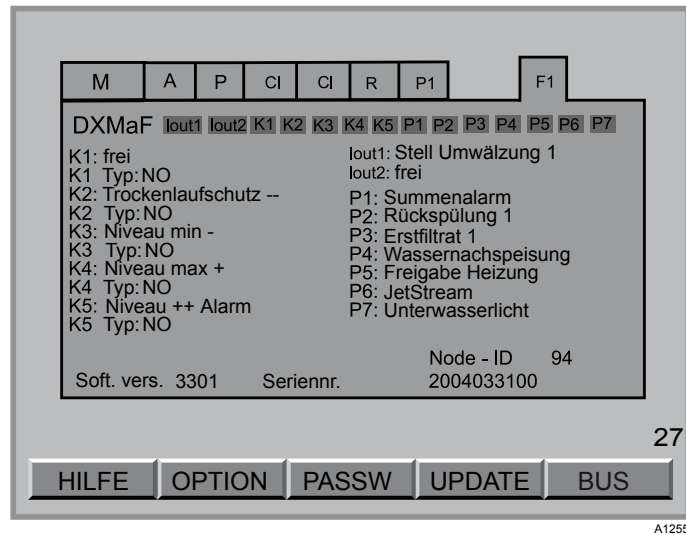 M A P Cl Cl R P1 F1
DXMaF Iout1 Iout2 K1 K2 K3 K4 K5 P1 P2 P3 P4 P5 P6 P7
K1: frei
K1 Typ:NO
K2: Trockenlaufschutz --
K2 Typ:NO
K3: Niveau min -
K3 Typ:NO
K4: Niveau max +
K4 Typ:NO
K5: Niveau ++ Alarm
K5 Typ:NO
Iout1: Stell Umwälzung 1
Iout2: frei
P1: Summenalarm
P2: Rückspülung 1
P3: Erstfiltrat 1
P4: Wassernachspeisung
P5: Freigabe Heizung
P6: JetStream
P7: Unterwasserlicht
Node - ID 94
Soft. vers. 3301 Seriennr. 2004033100
27
HILFE OPTION PASSW UPDATE BUS
A1255